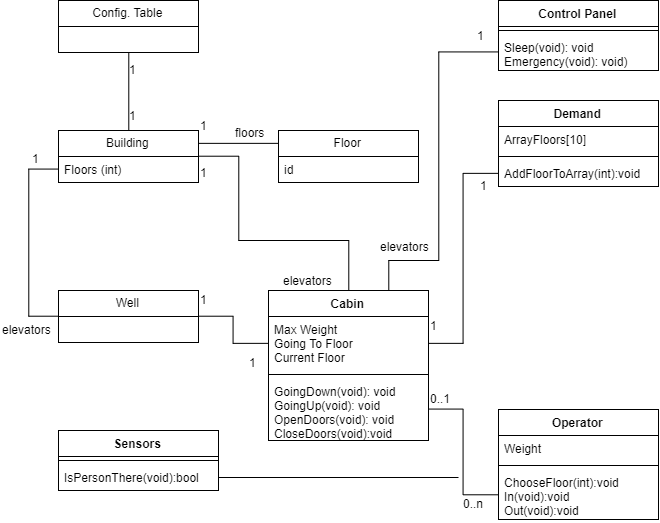 Config. Table
Control Panel
1
Sleep(void): void
Emergency(void): void)
1
1
Demand
ArrayFloors[10]
AddFloorToArray(int):void
1
Building
Floors (int)
1
floors
1
Floor
id
1
elevators
elevators
elevators
Well
1
1
Cabin
Max Weight
Going To Floor
Current Floor
1
GoingDown(void): void
GoingUp(void): void
OpenDoors(void): void
CloseDoors(void):void
0..1
Operator
Weight
ChooseFloor(int):void
In(void):void
Out(void):void
0..n
Sensors
IsPersonThere(void):bool